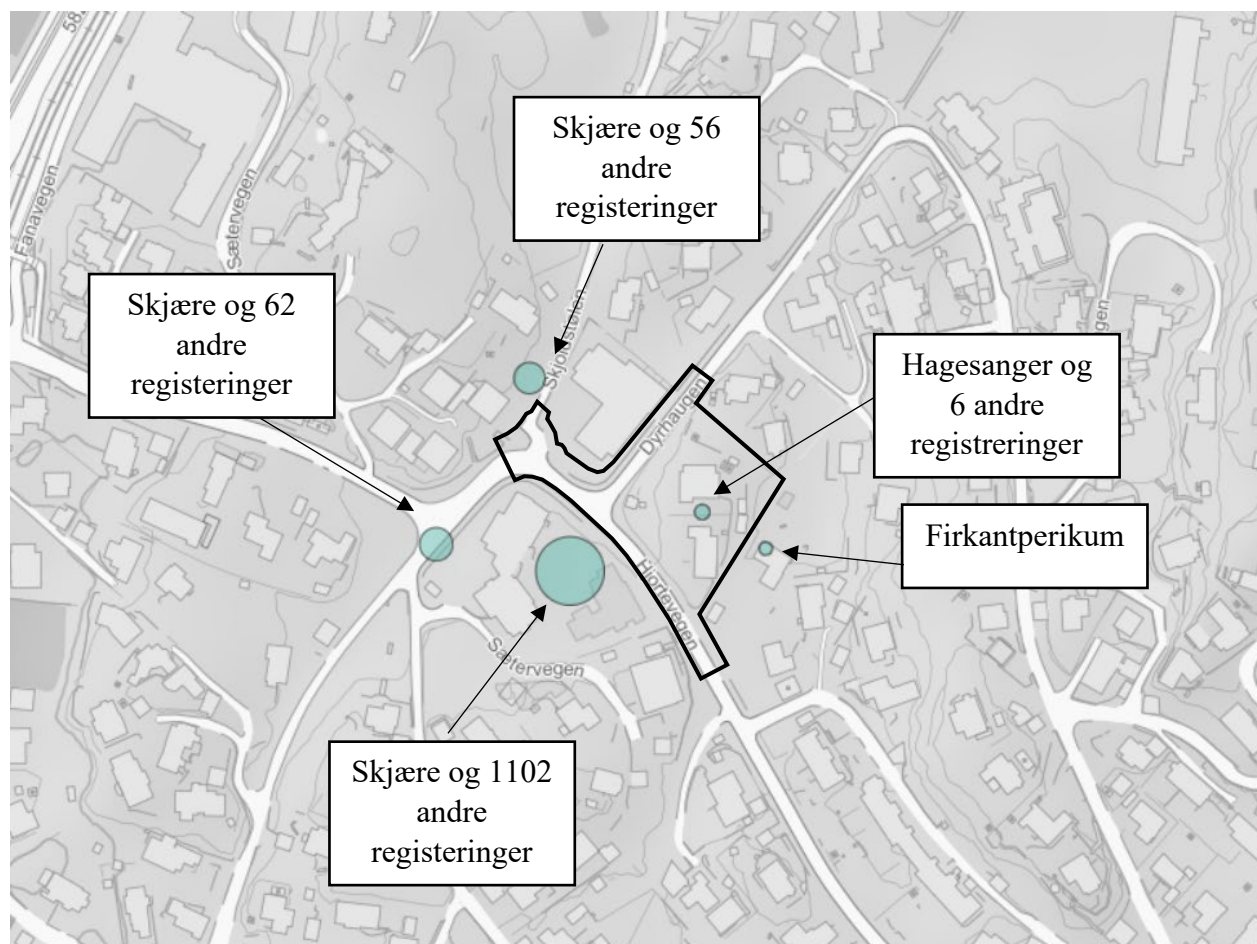 582
Skjære og 56
andre
registeringer
Fanavegen
Sætervegen
Skjære og 62
andre
registeringer
Skjoldstølen
Hagesanger og
6 andre
registreringer
Dyrhaugen
Firkantperikum
Hjortevegen
Sætervegen
Skjære og 1102
andre
registeringer